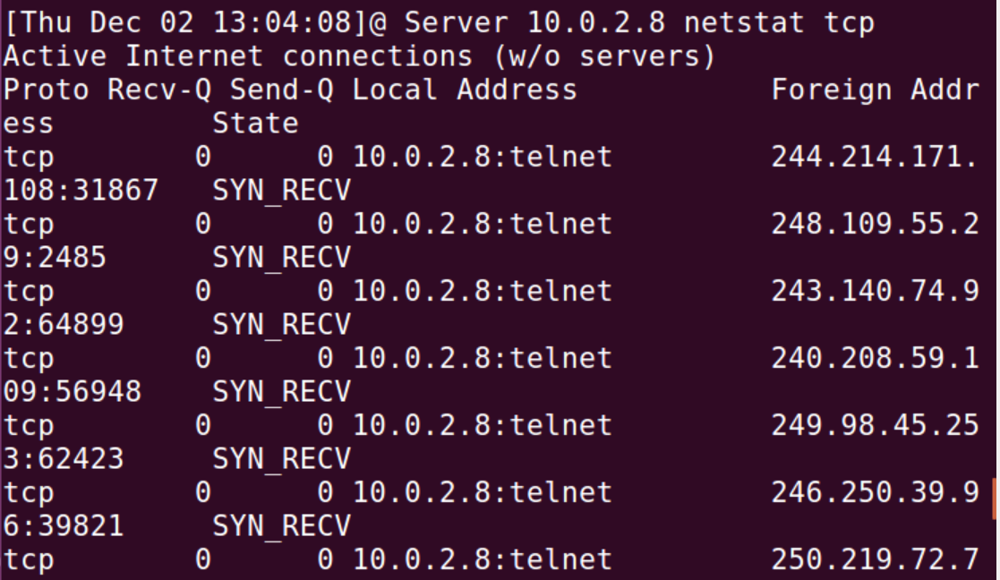 [Thu Dec 02 13:04:08]@ Server 10.0.2.8 netstat tcp
Active Internet connections (w/o servers)
Proto Recv-Q Send-Q Local Address           Foreign Addr
ess         State
tcp        0      0 10.0.2.8:telnet         244.214.171.
108:31867   SYN_RECV
tcp        0      0 10.0.2.8:telnet         248.109.55.2
9:2485      SYN_RECV
tcp        0      0 10.0.2.8:telnet         243.140.74.9
2:64899     SYN_RECV
tcp        0      0 10.0.2.8:telnet         240.208.59.1
09:56948    SYN_RECV
tcp        0      0 10.0.2.8:telnet         249.98.45.25
3:62423     SYN_RECV
tcp        0      0 10.0.2.8:telnet         246.250.39.9
6:39821     SYN_RECV
tcp        0      0 10.0.2.8:telnet         250.219.72.7